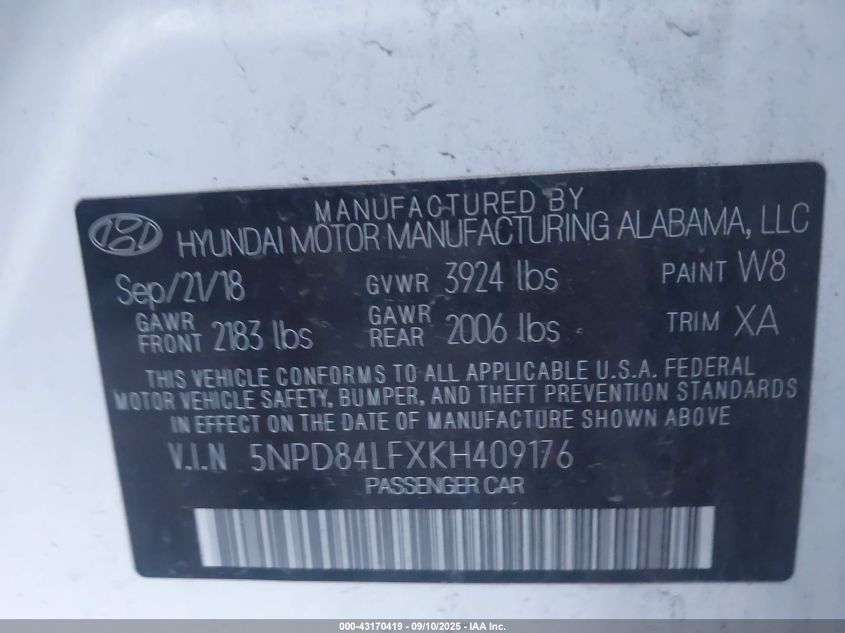 MANUFACTURED BY
HYUNDAI MOTOR MANUFACTURING ALABAMA, LLC
Sep/21/18 GVWR 3924 lbs PAINT W8
GAWR FRONT 2183 lbs GAWR REAR 2006 lbs TRIM XA
THIS VEHICLE CONFORMS TO ALL APPLICABLE U.S.A. FEDERAL
MOTOR VEHICLE SAFETY, BUMPER, AND THEFT PREVENTION STANDARDS
IN EFFECT ON THE DATE OF MANUFACTURE SHOWN ABOVE
V.I.N 5NPD84LFXKH409176
PASSENGER CAR
000-43170419 - 09/10/2025 - IAA Inc.